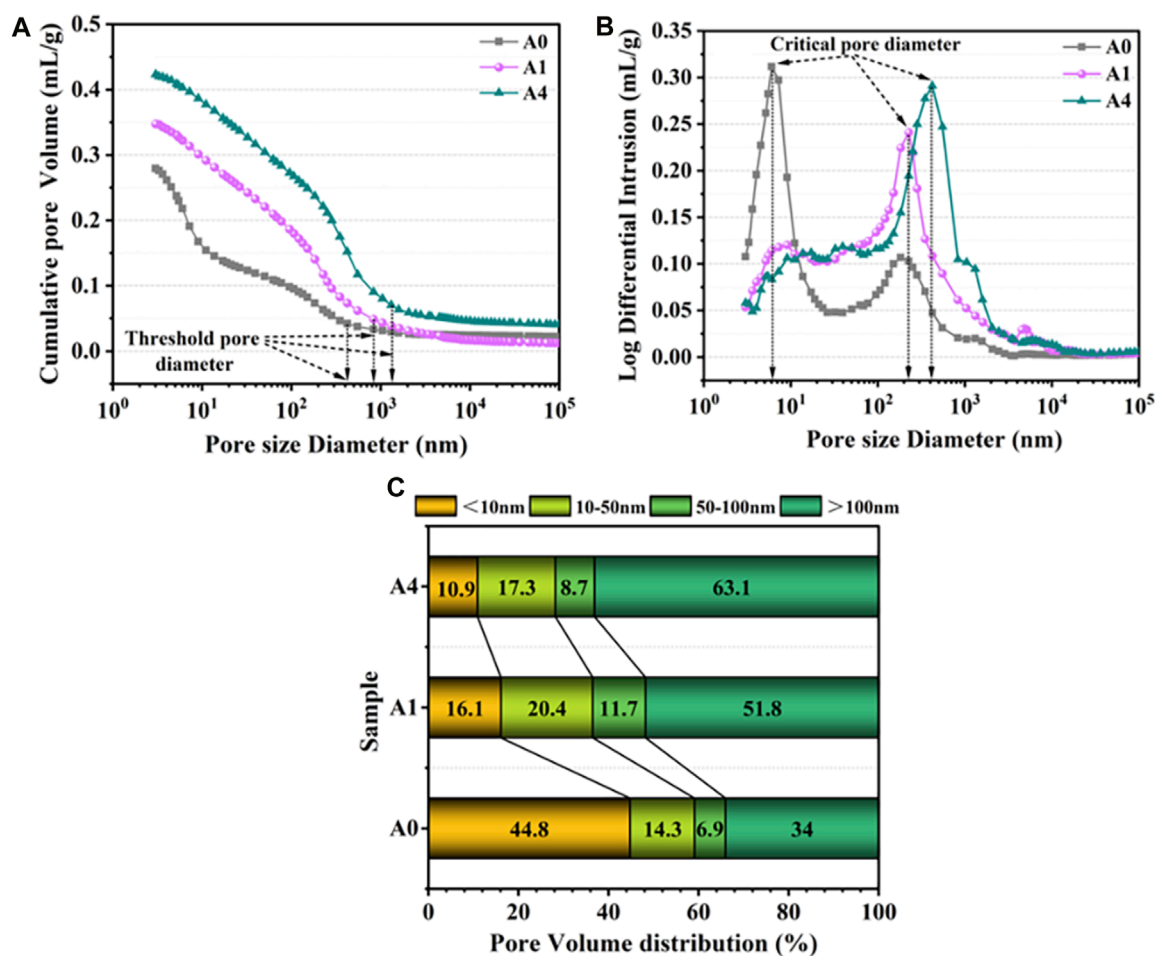 A
Cumulative pore Volume (mL/g)
0.5
0.4
0.3
0.2
0.1
0.0
A0
A1
A4
Threshold pore
diameter
10^0
10^1
10^2
10^3
10^4
10^5
Pore size Diameter (nm)
B
Log Differential Intrusion (mL/g)
0.35
0.30
0.25
0.20
0.15
0.10
0.05
0.00
Critical pore diameter
A0
A1
A4
10^0
10^1
10^2
10^3
10^4
10^5
Pore size Diameter (nm)
C
<10nm 10-50nm 50-100nm >100nm
Sample
A4 10.9 17.3 8.7 63.1
A1 16.1 20.4 11.7 51.8
A0 44.8 14.3 6.9 34
0 20 40 60 80 100
Pore Volume distribution (%)